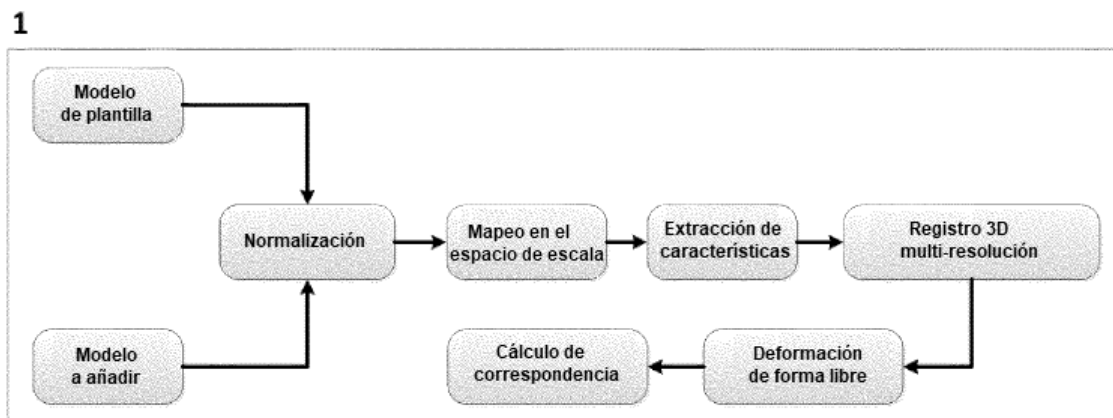 1
Modelo
de plantilla
Normalización
Mapeo en el
espacio de escala
Extracción de
características
Registro 3D
multi-resolución
Modelo
a añadir
Cálculo de
correspondencia
Deformación
de forma libre